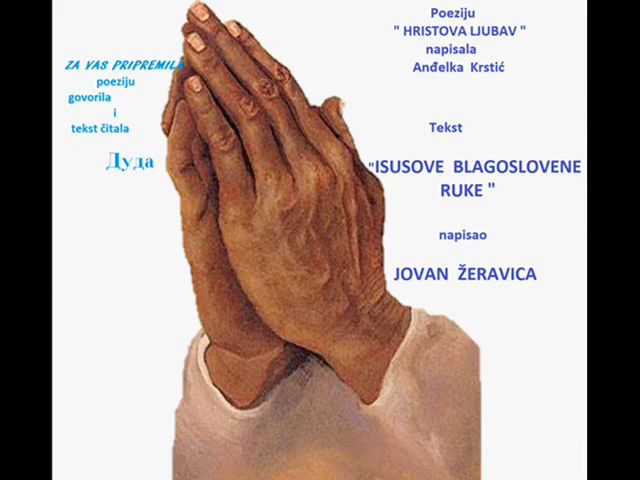 ZA VAS PRIPREMILA
poeziju
govorila
i
tekst čitala
Дуда
Poeziju
" HRISTOVA LJUBAV "
napisala
Anđelka Krstić
Tekst
"ISUSOVE BLAGOSLOVENE
RUKE "
napisao
JOVAN ŽERAVICA